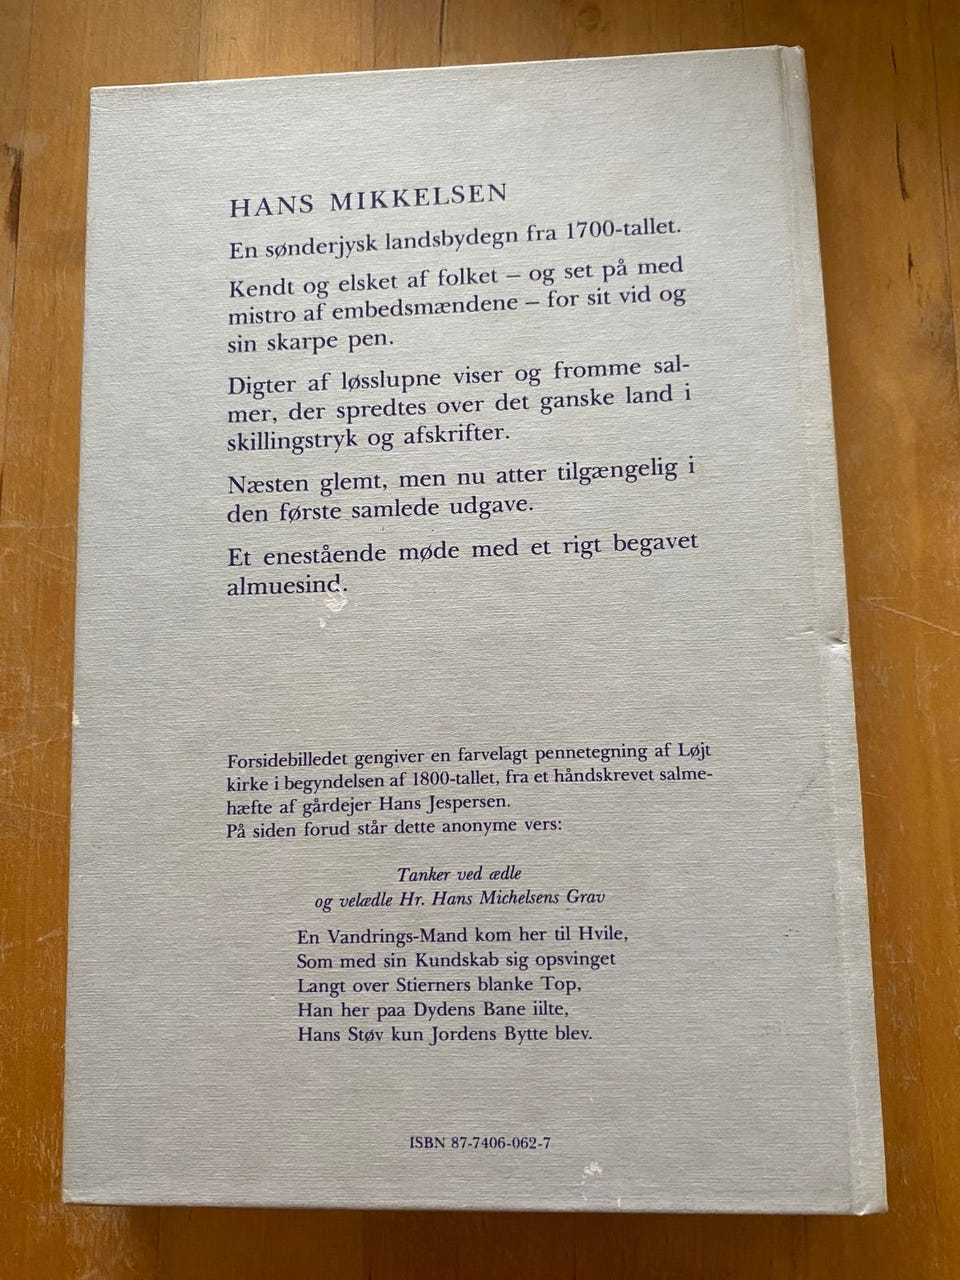 HANS MIKKELSEN
En sønderjysk landsbydegn fra 1700-tallet.
Kendt og elsket af folket – og set på med
mistro af embedsmændene – for sit vid og
sin skarpe pen.
Digter af løsslupne viser og fromme sal-
mer, der spredtes over det ganske land i
skillingstryk og afskrifter.
Næsten glemt, men nu atter tilgængelig i
den første samlede udgave.
Et enestående møde med et rigt begavet
almuesind.
Forsidebilledet gengiver en farvelagt pennetegning af Løjt
kirke i begyndelsen af 1800-tallet, fra et håndskrevet salme-
hæfte af gårdejer Hans Jespersen.
På siden forud står dette anonyme vers:
Tanker ved ædle
og velædle Hr. Hans Michelsens Grav
En Vandrings-Mand kom her til Hvile,
Som med sin Kundskab sig opsvinget
Langt over Stierners blanke Top,
Han her paa Dydens Bane iilte,
Hans Støv kun Jordens Bytte blev.
ISBN 87-7406-062-7